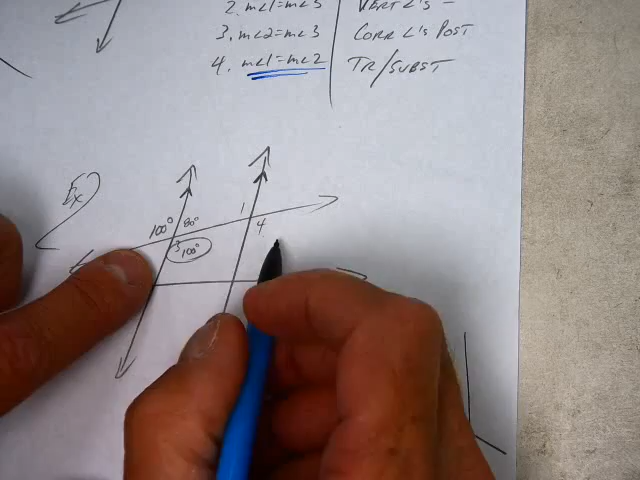 2. m∠1 = m∠3 VERT ∠'s =
3. m∠2 = m∠3 CORR ∠'s POST
4. m∠1 = m∠2 TR/SUBST
Ex
100° 80° 1
3 100° 4